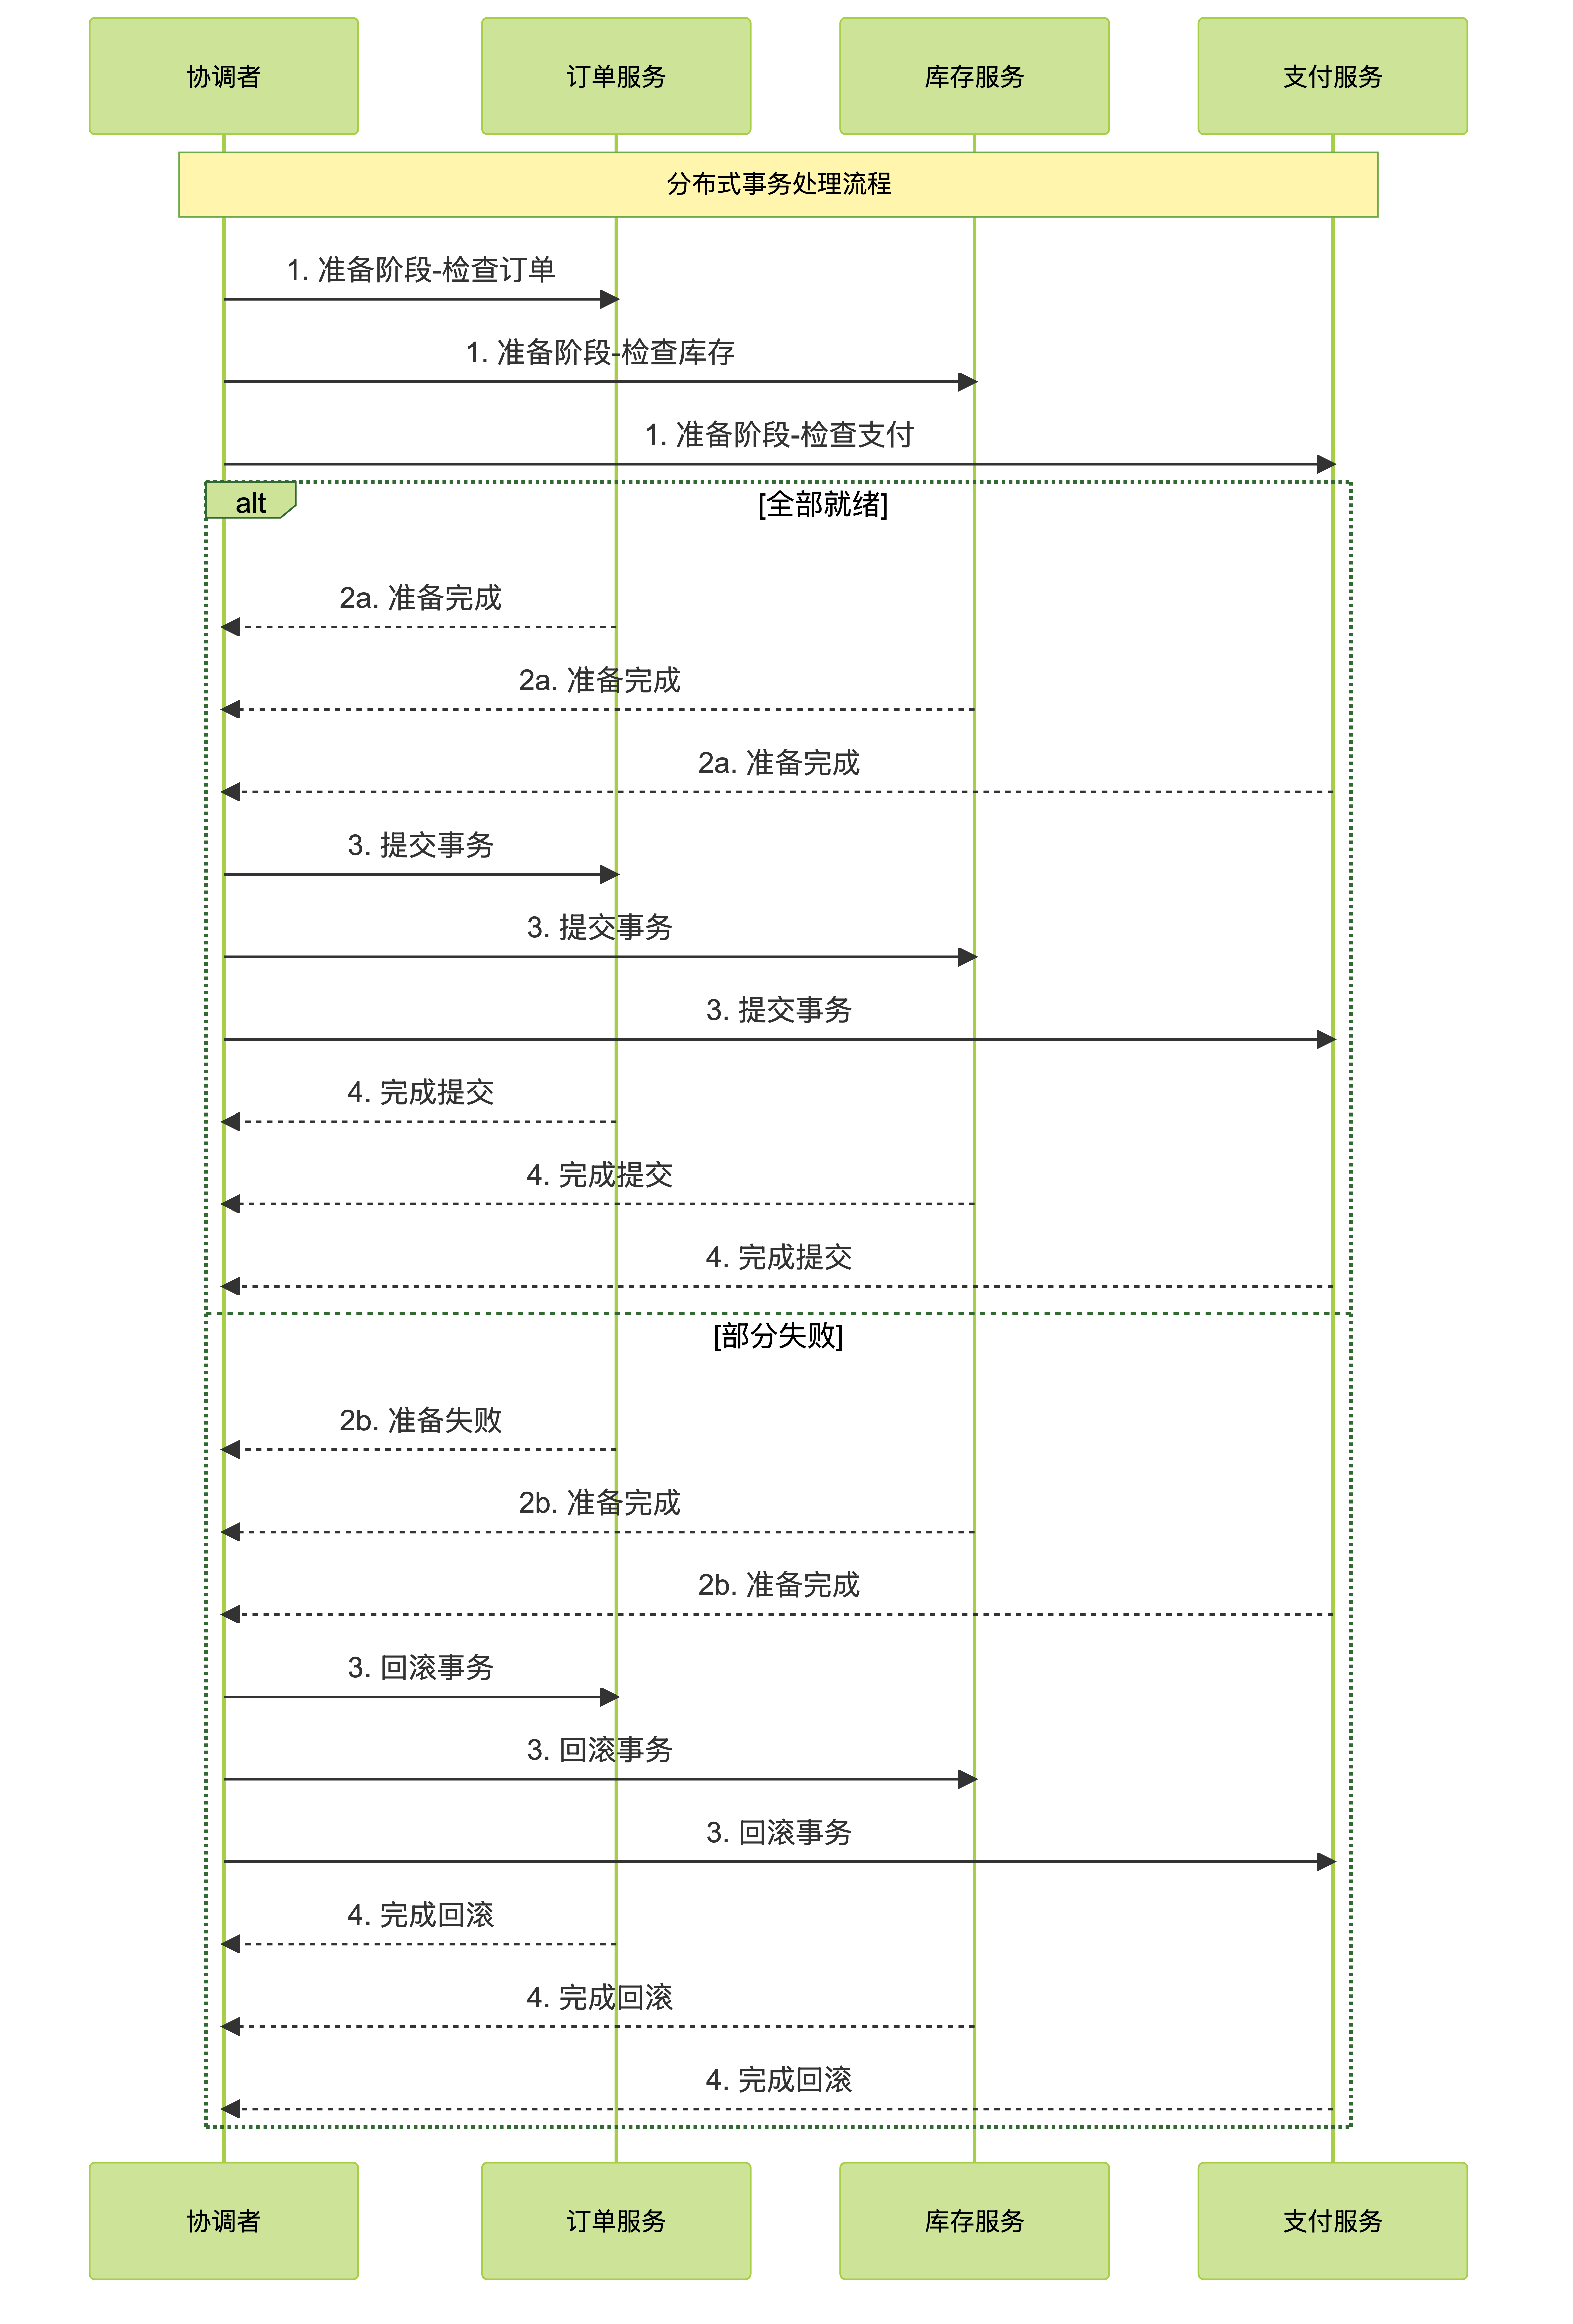 协调者
订单服务
库存服务
支付服务
分布式事务处理流程
1. 准备阶段-检查订单
1. 准备阶段-检查库存
1. 准备阶段-检查支付
alt
[全部就绪]
2a. 准备完成
2a. 准备完成
2a. 准备完成
3. 提交事务
3. 提交事务
3. 提交事务
4. 完成提交
4. 完成提交
4. 完成提交
[部分失败]
2b. 准备失败
2b. 准备完成
2b. 准备完成
3. 回滚事务
3. 回滚事务
3. 回滚事务
4. 完成回滚
4. 完成回滚
4. 完成回滚
协调者
订单服务
库存服务
支付服务